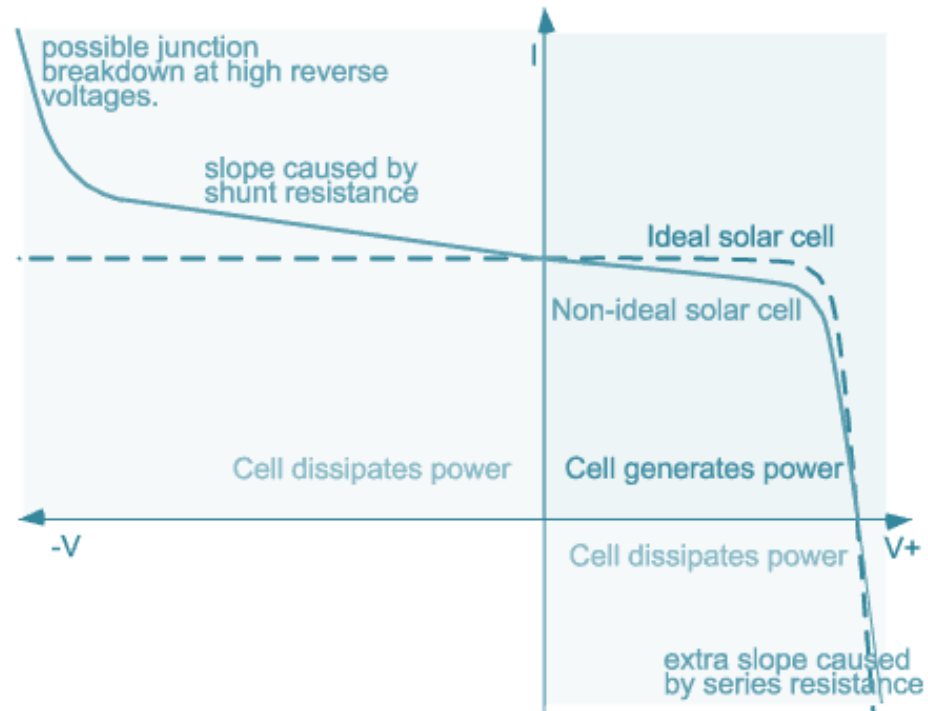 possible junction
breakdown at high reverse
voltages.
I
slope caused by
shunt resistance
Ideal solar cell
Non-ideal solar cell
Cell dissipates power
Cell generates power
-V
V+
Cell dissipates power
extra slope caused
by series resistance